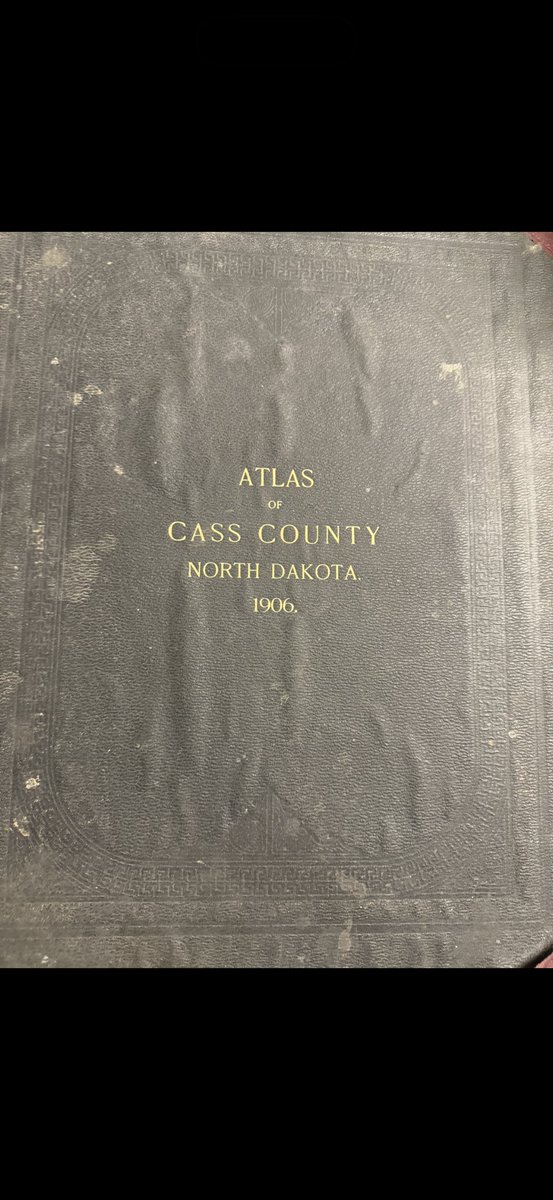 ATLAS
OF
CASS COUNTY
NORTH DAKOTA.
1906.